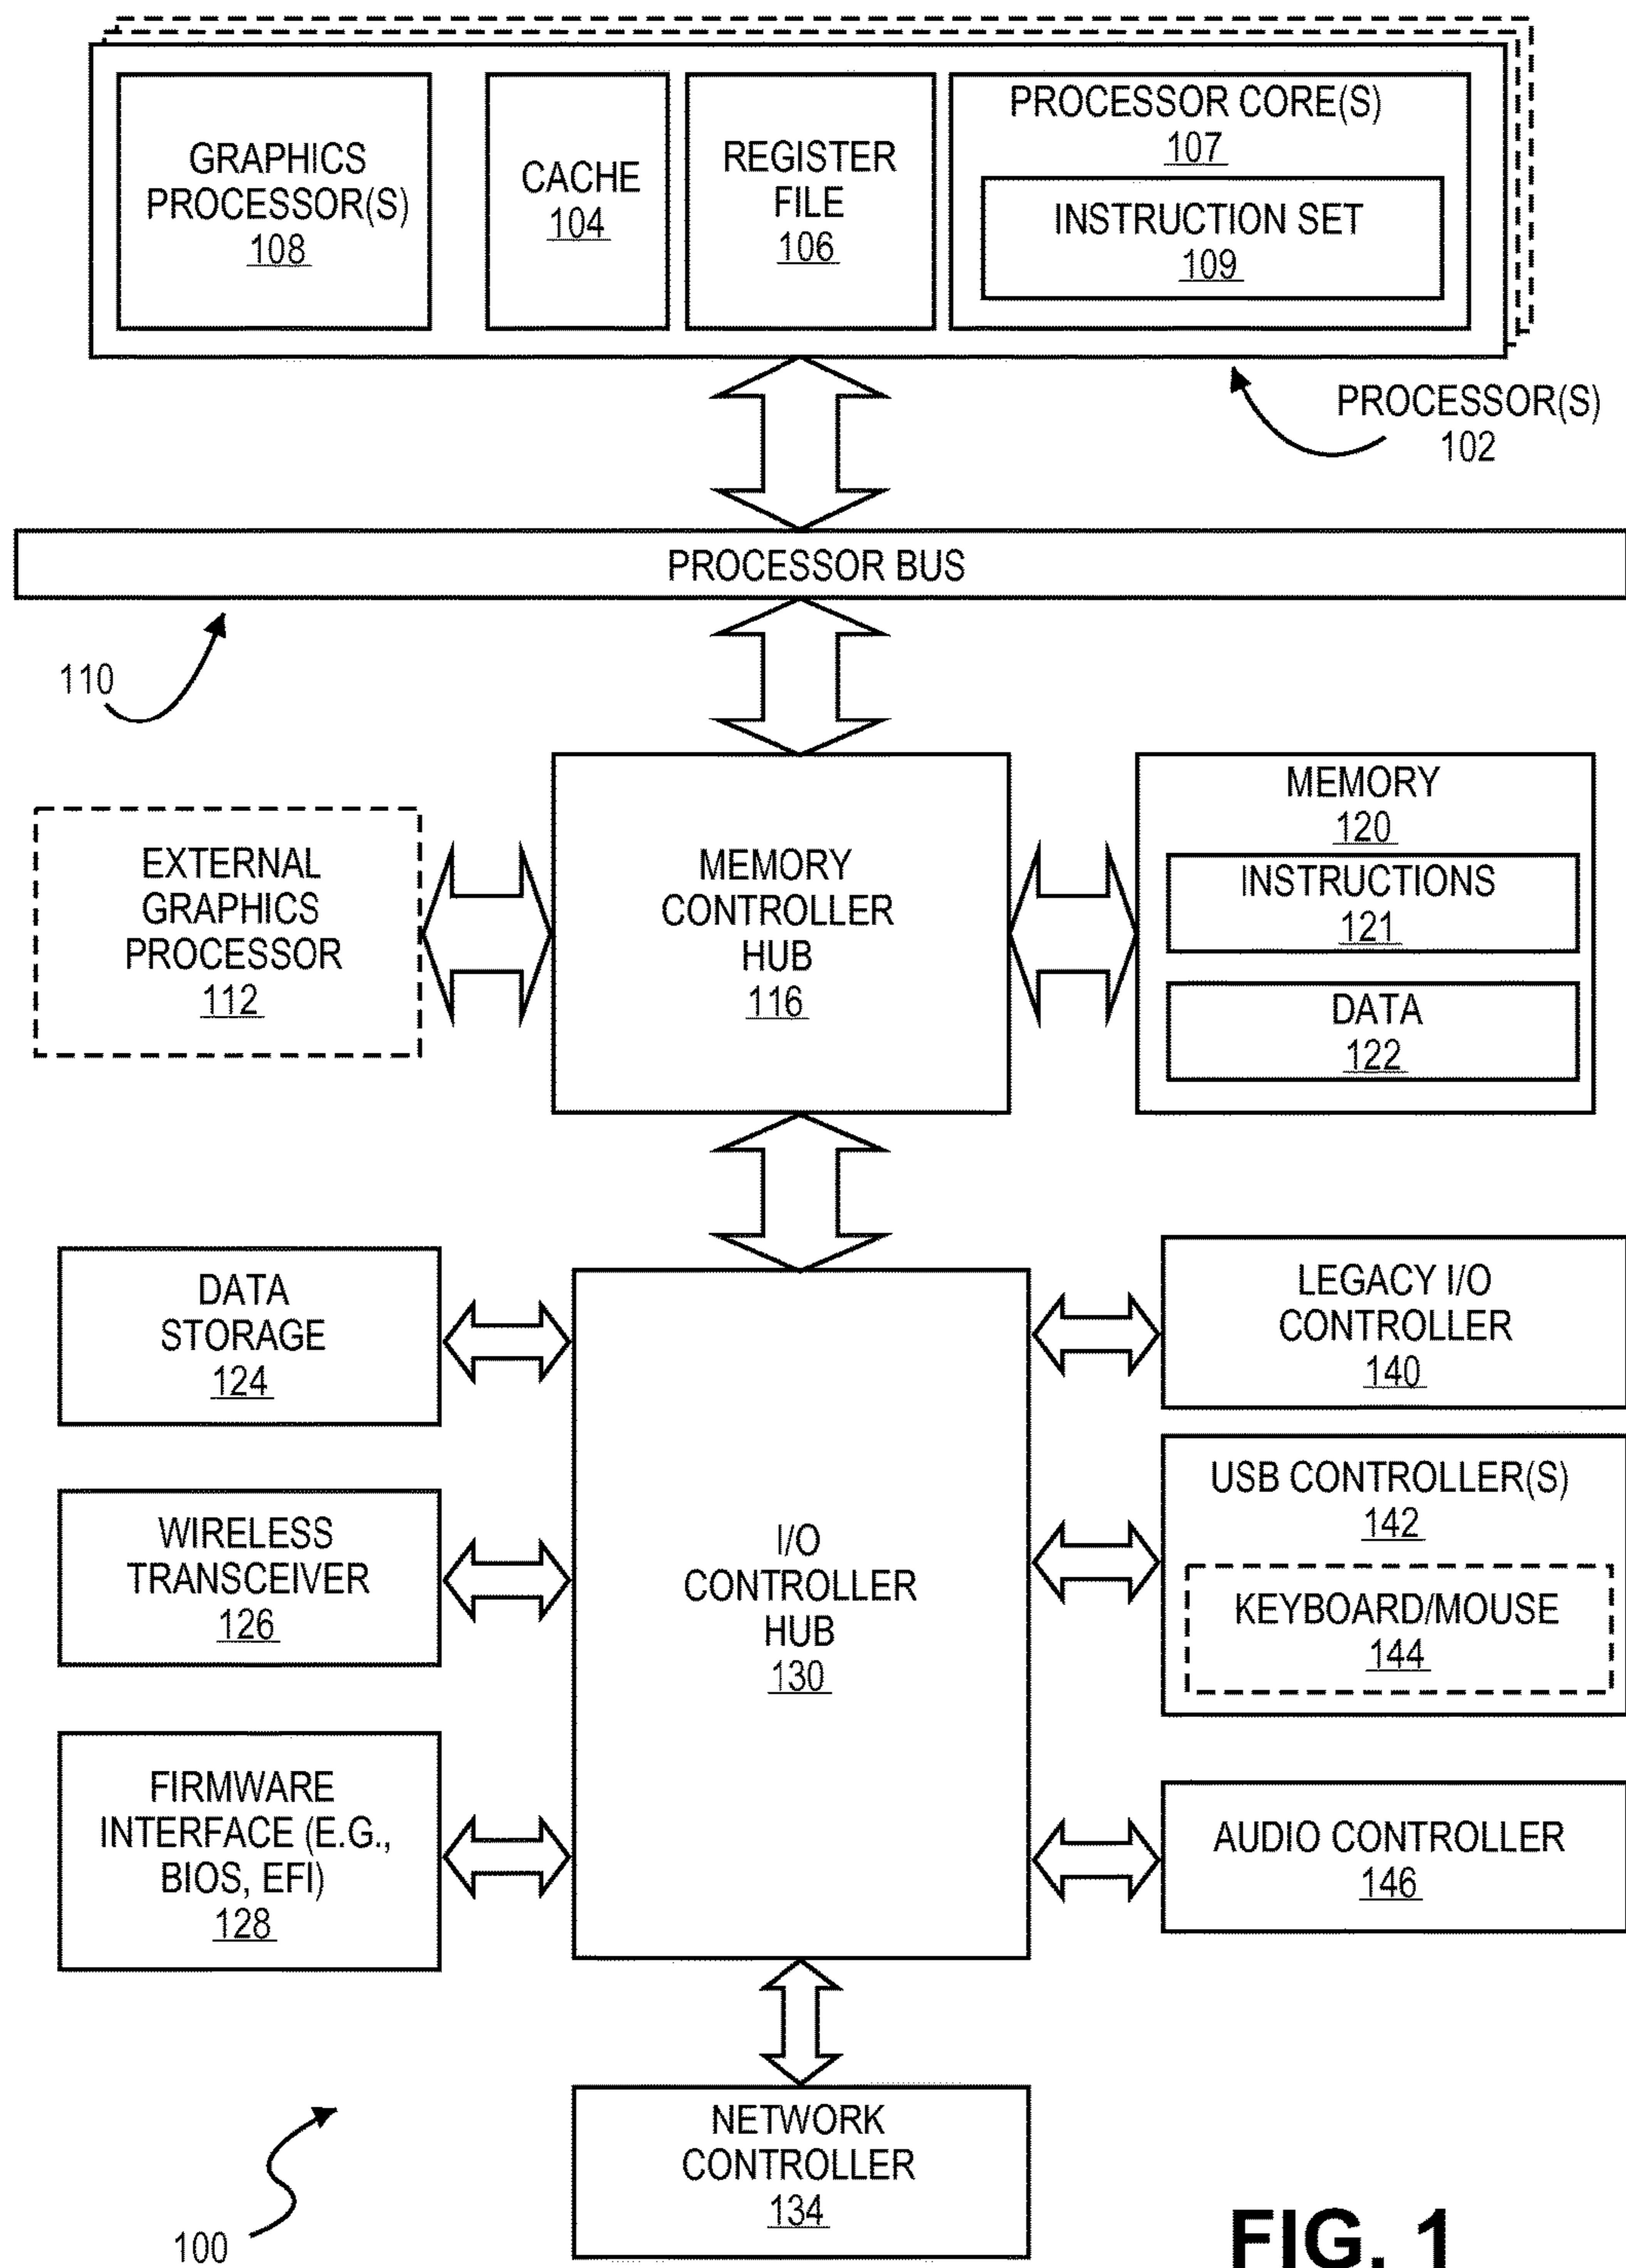 GRAPHICS
PROCESSOR(S)
108
CACHE
104
REGISTER
FILE
106
PROCESSOR CORE(S)
107
INSTRUCTION SET
109
PROCESSOR(S)
102
PROCESSOR BUS
110
EXTERNAL
GRAPHICS
PROCESSOR
112
MEMORY
CONTROLLER
HUB
116
MEMORY
120
INSTRUCTIONS
121
DATA
122
DATA
STORAGE
124
WIRELESS
TRANSCEIVER
126
FIRMWARE
INTERFACE (E.G.,
BIOS, EFI)
128
I/O
CONTROLLER
HUB
130
LEGACY I/O
CONTROLLER
140
USB CONTROLLER(S)
142
KEYBOARD/MOUSE
144
AUDIO CONTROLLER
146
NETWORK
CONTROLLER
134
100
FIG. 1